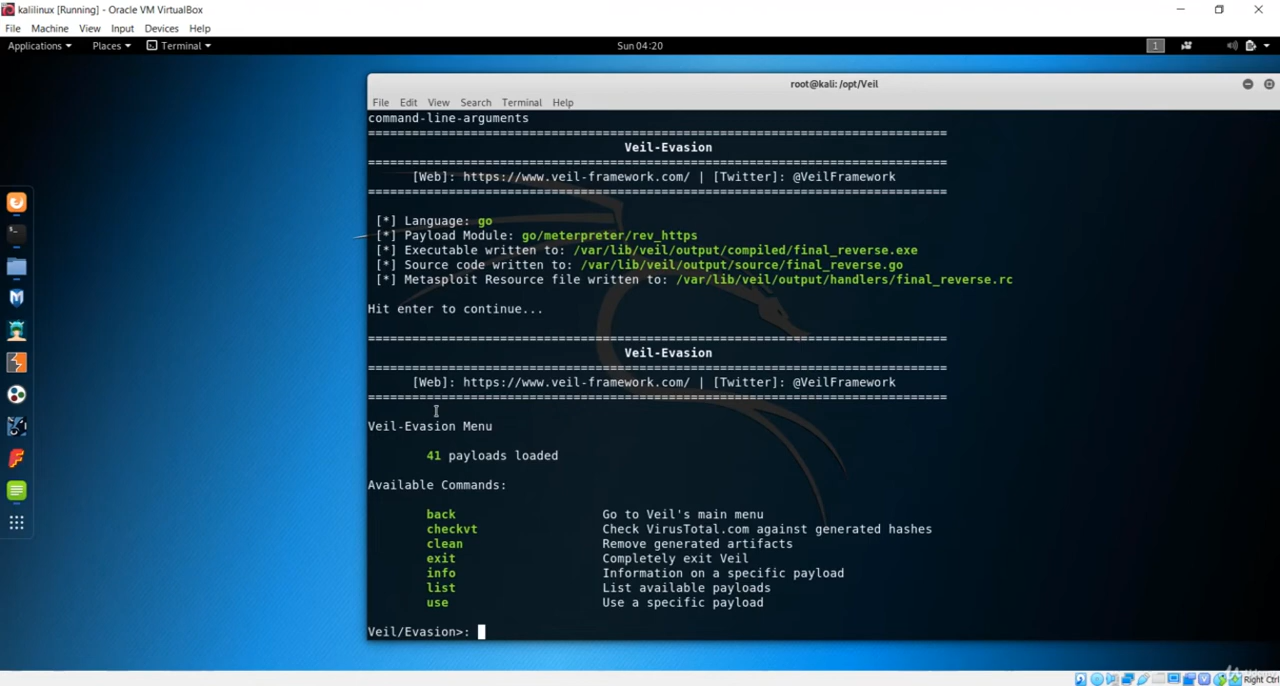 kalilinux [Running] - Oracle VM VirtualBox
File Machine View Input Devices Help
Applications Places Terminal Sun 04:20 1
root@kali: /opt/Veil
File Edit View Search Terminal Help
command-line-arguments
===============================================================================
Veil-Evasion
===============================================================================
[Web]: https://www.veil-framework.com/ | [Twitter]: @VeilFramework
===============================================================================
[*] Language: go
[*] Payload Module: go/meterpreter/rev_https
[*] Executable written to: /var/lib/veil/output/compiled/final_reverse.exe
[*] Source code written to: /var/lib/veil/output/source/final_reverse.go
[*] Metasploit Resource file written to: /var/lib/veil/output/handlers/final_reverse.rc
Hit enter to continue...
===============================================================================
Veil-Evasion
===============================================================================
[Web]: https://www.veil-framework.com/ | [Twitter]: @VeilFramework
===============================================================================
Veil-Evasion Menu
41 payloads loaded
Available Commands:
back Go to Veil's main menu
checkvt Check VirusTotal.com against generated hashes
clean Remove generated artifacts
exit Completely exit Veil
info Information on a specific payload
list List available payloads
use Use a specific payload
Veil/Evasion>:
Right Ctrl